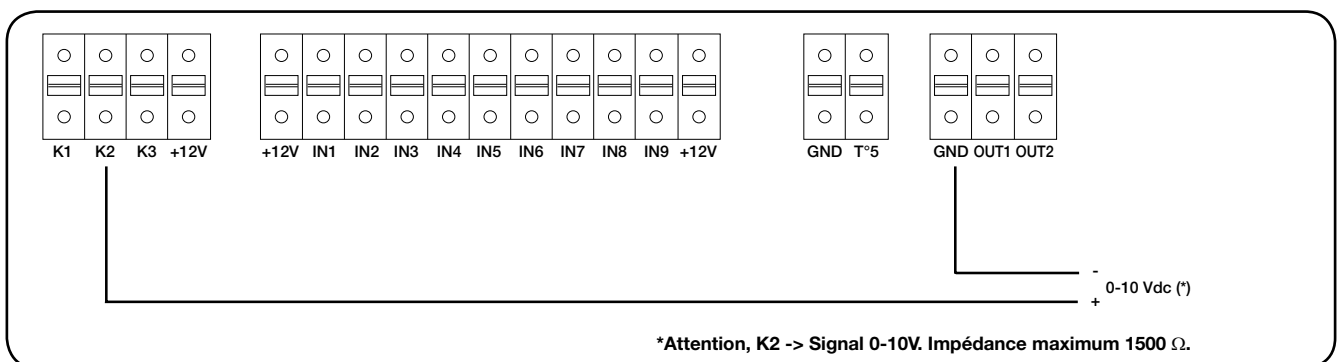 K1 K2 K3 +12V +12V IN1 IN2 IN3 IN4 IN5 IN6 IN7 IN8 IN9 +12V GND T°5 GND OUT1 OUT2
-
0-10 Vdc (*)
+
*Attention, K2 -> Signal 0-10V. Impédance maximum 1500 Ω.